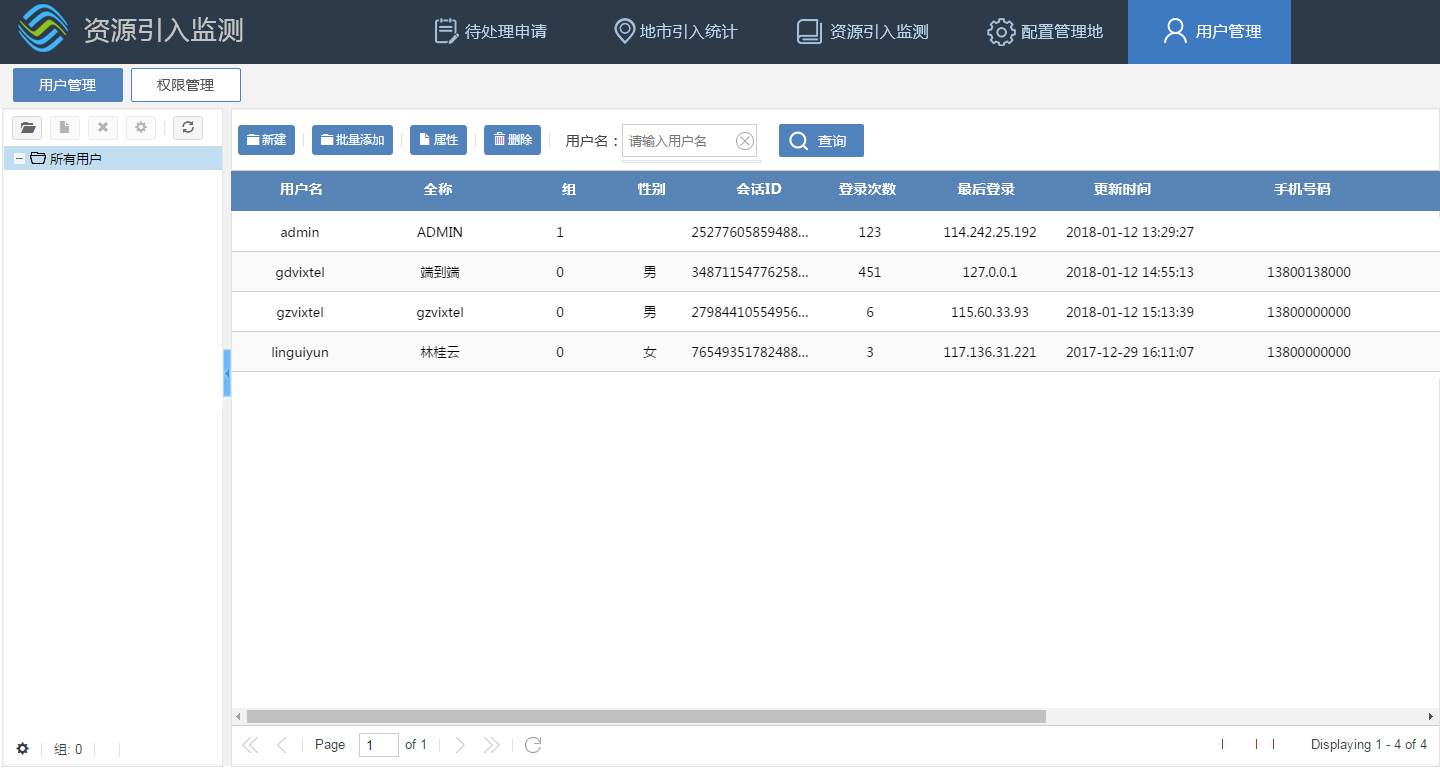 资源引入监测 待处理申请 地市引入统计 资源引入监测 配置管理地 用户管理
用户管理 权限管理
新建 批量添加 属性 删除 用户名： 请输入用户名 查询
所有用户
用户名 全称 组 性别 会话ID 登录次数 最后登录 更新时间 手机号码
admin ADMIN 1 25277605859488... 123 114.242.25.192 2018-01-12 13:29:27
gdvixtel 端到端 0 男 34871154776258... 451 127.0.0.1 2018-01-12 14:55:13 13800138000
gzvixtel gzvixtel 0 男 27984410554956... 6 115.60.33.93 2018-01-12 15:13:39 13800000000
linguiyun 林桂云 0 女 76549351782488... 3 117.136.31.221 2017-12-29 16:11:07 13800000000
组: 0
Page 1 of 1 Displaying 1 - 4 of 4